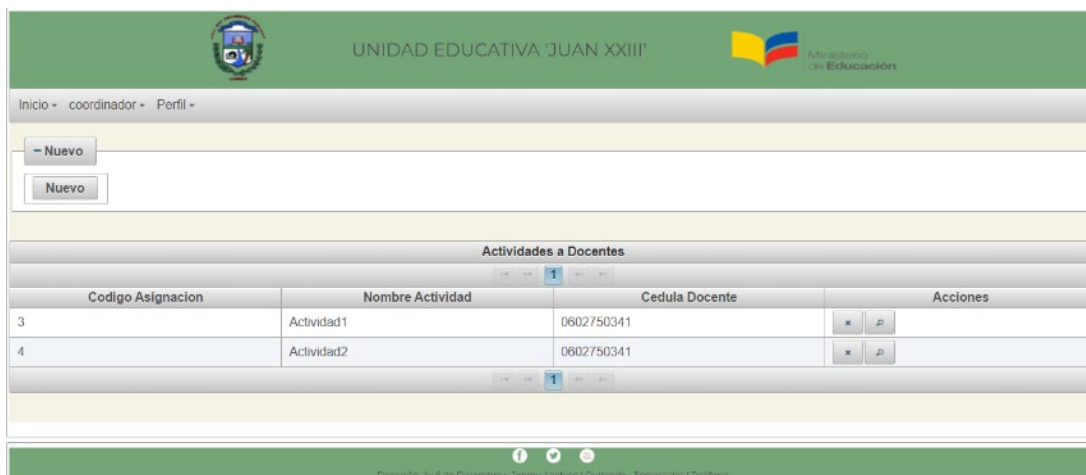 UNIDAD EDUCATIVA 'JUAN XXIII'
Ministerio
de Educación
Inicio coordinador Perfil
Nuevo
Nuevo
Actividades a Docentes
1
Codigo Asignacion Nombre Actividad Cedula Docente Acciones
3 Actividad1 0602750341
4 Actividad2 0602750341
1